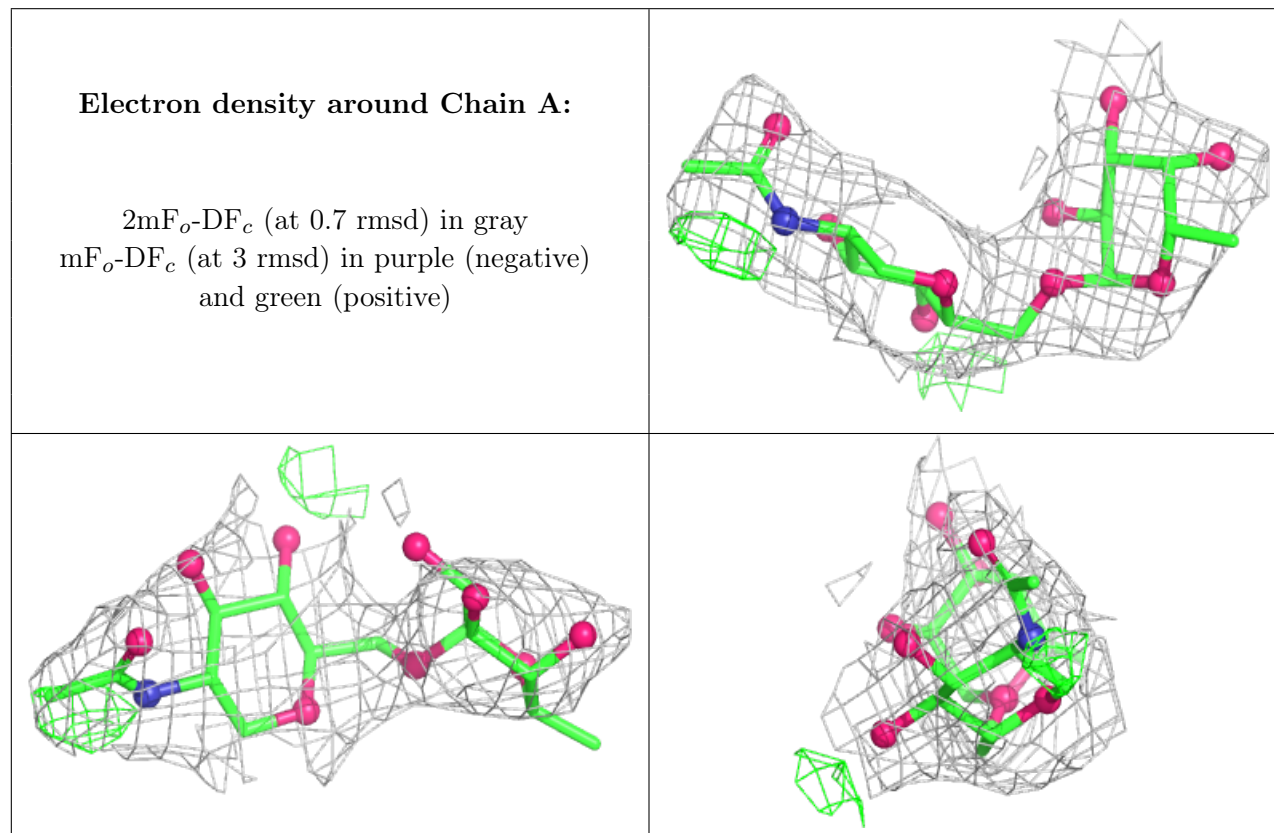 Electron density around Chain A:
2mFₒ-DF𝒸 (at 0.7 rmsd) in gray
mFₒ-DF𝒸 (at 3 rmsd) in purple (negative)
and green (positive)